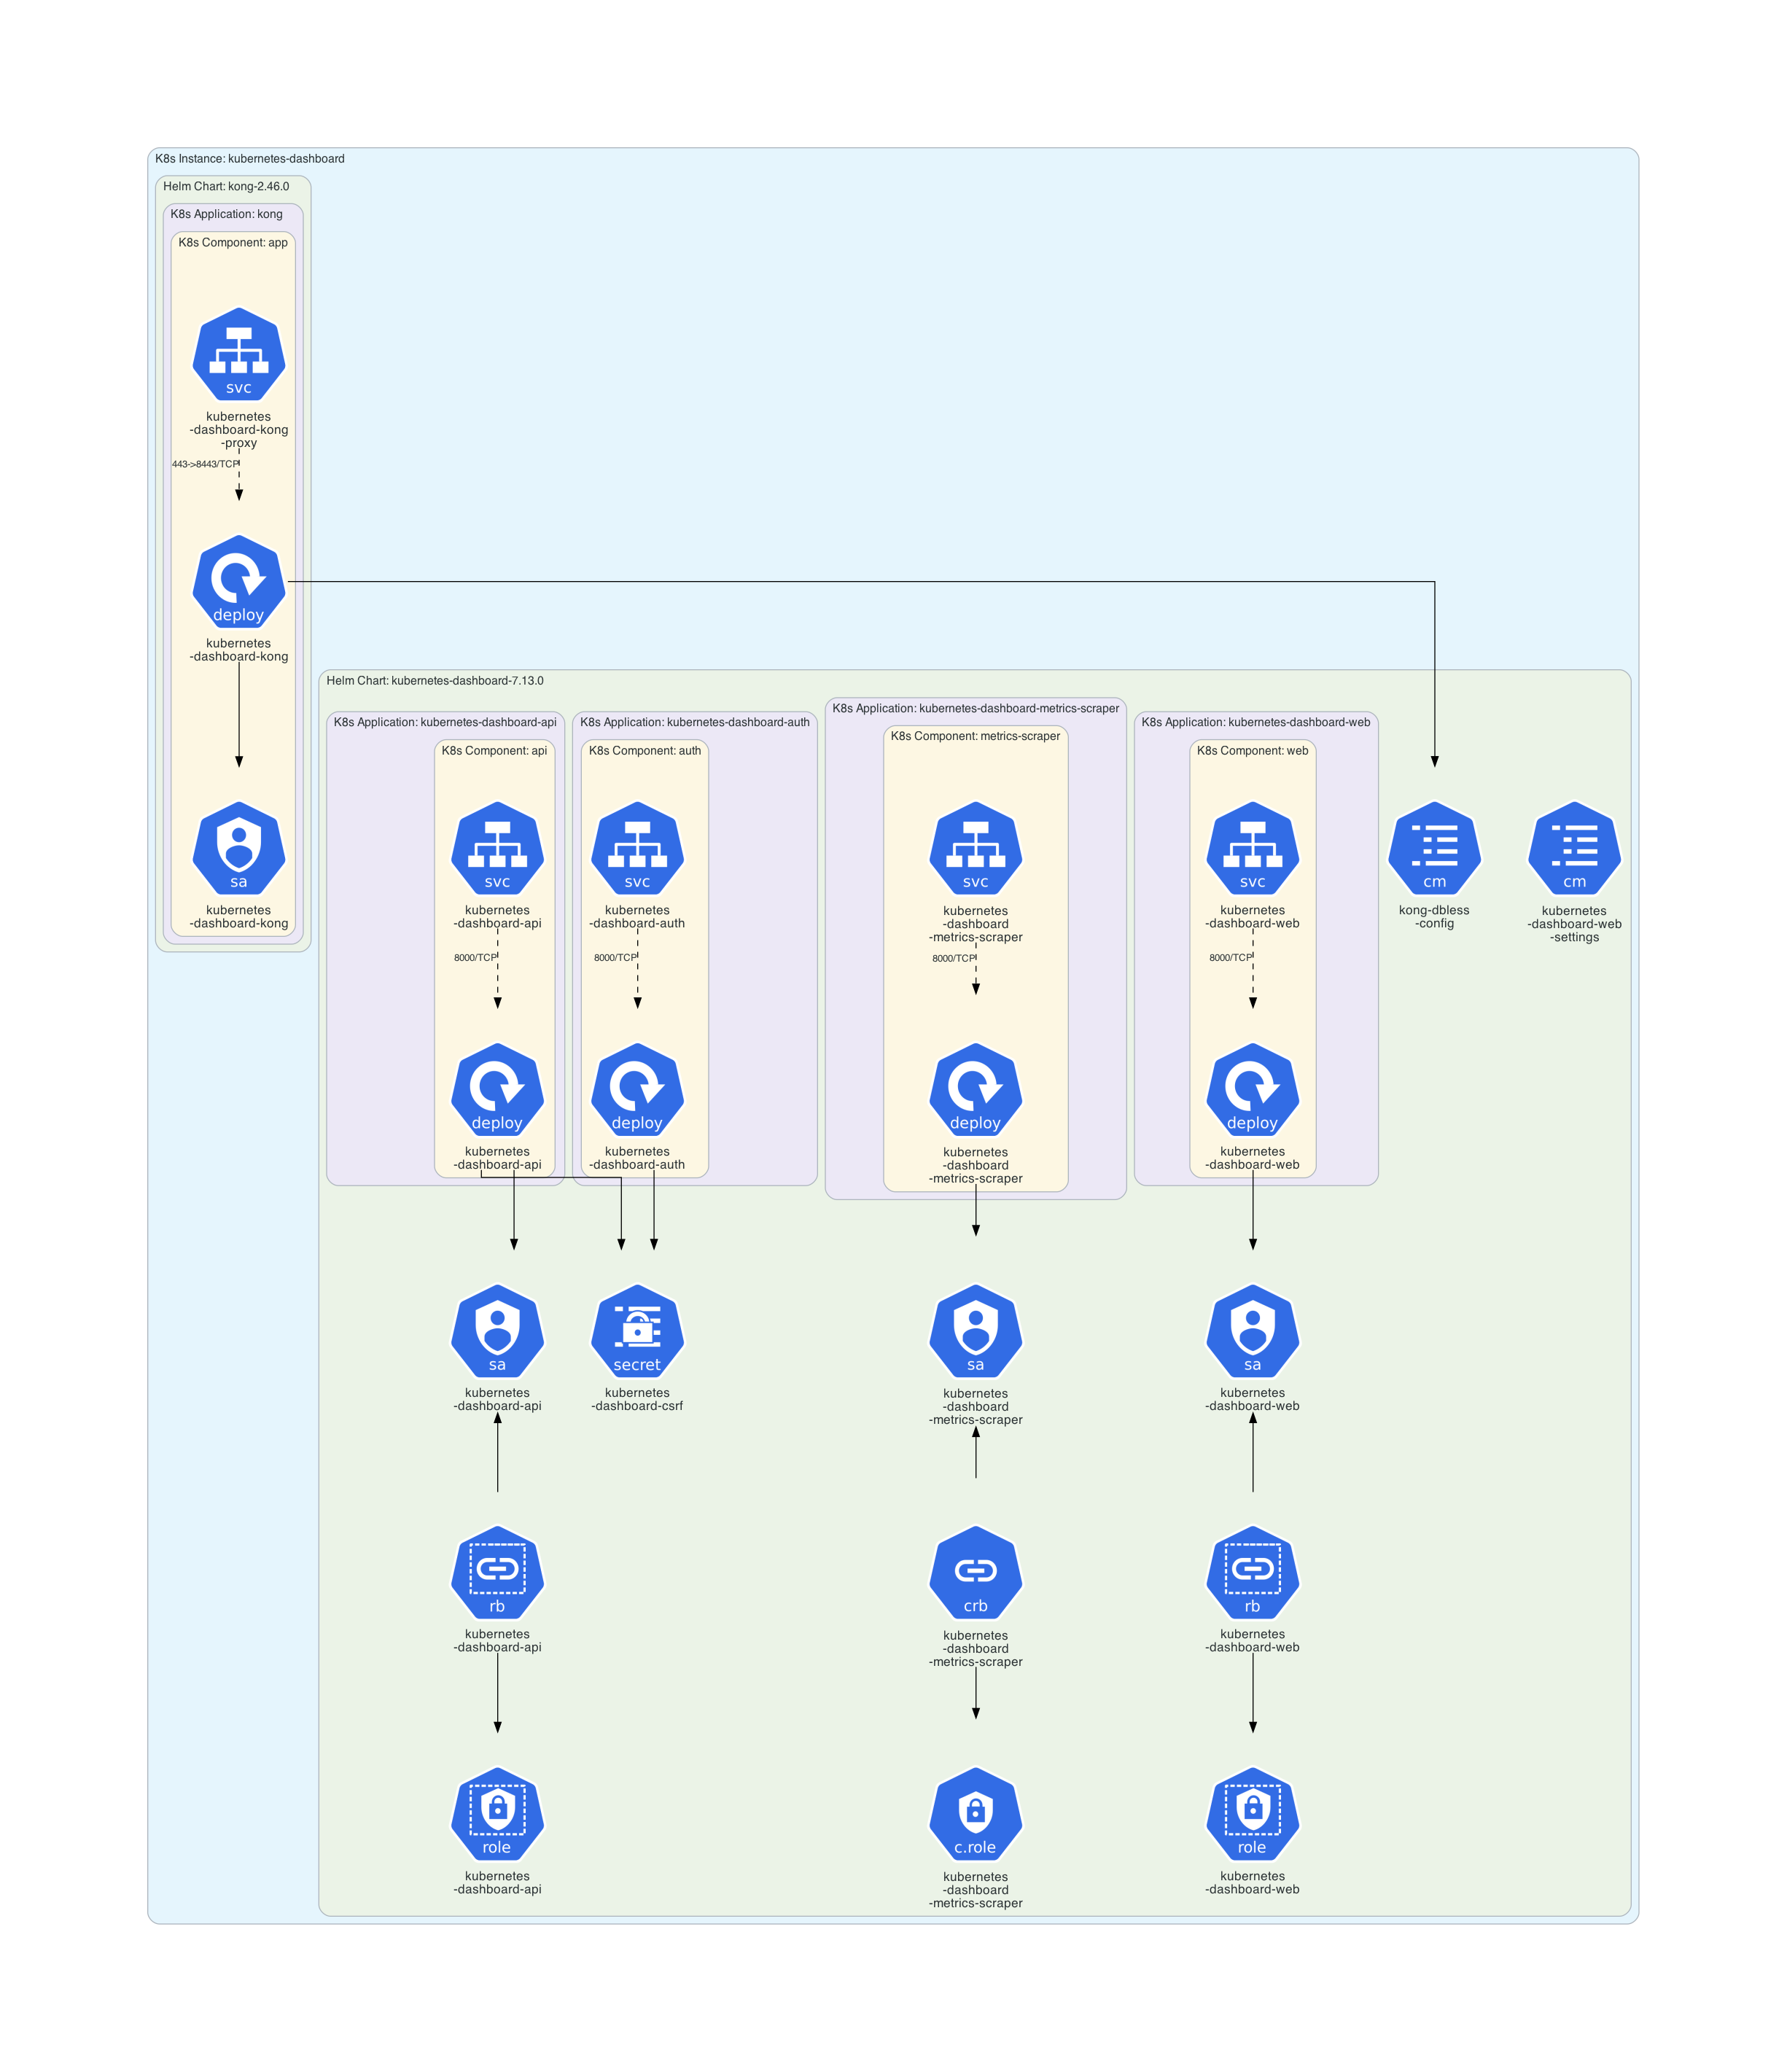 K8s Instance: kubernetes-dashboard
Helm Chart: kong-2.46.0
K8s Application: kong
K8s Component: app
svc
kubernetes
-dashboard-kong
-proxy
443->8443/TCP
deploy
kubernetes
-dashboard-kong
sa
kubernetes
-dashboard-kong
Helm Chart: kubernetes-dashboard-7.13.0
K8s Application: kubernetes-dashboard-api
K8s Component: api
svc
kubernetes
-dashboard-api
8000/TCP
deploy
kubernetes
-dashboard-api
K8s Application: kubernetes-dashboard-auth
K8s Component: auth
svc
kubernetes
-dashboard-auth
8000/TCP
deploy
kubernetes
-dashboard-auth
K8s Application: kubernetes-dashboard-metrics-scraper
K8s Component: metrics-scraper
svc
kubernetes
-dashboard
-metrics-scraper
8000/TCP
deploy
kubernetes
-dashboard
-metrics-scraper
K8s Application: kubernetes-dashboard-web
K8s Component: web
svc
kubernetes
-dashboard-web
8000/TCP
deploy
kubernetes
-dashboard-web
cm
kong-dbless
-config
cm
kubernetes
-dashboard-web
-settings
sa
kubernetes
-dashboard-api
secret
kubernetes
-dashboard-csrf
sa
kubernetes
-dashboard
-metrics-scraper
sa
kubernetes
-dashboard-web
rb
kubernetes
-dashboard-api
crb
kubernetes
-dashboard
-metrics-scraper
rb
kubernetes
-dashboard-web
role
kubernetes
-dashboard-api
c.role
kubernetes
-dashboard
-metrics-scraper
role
kubernetes
-dashboard-web